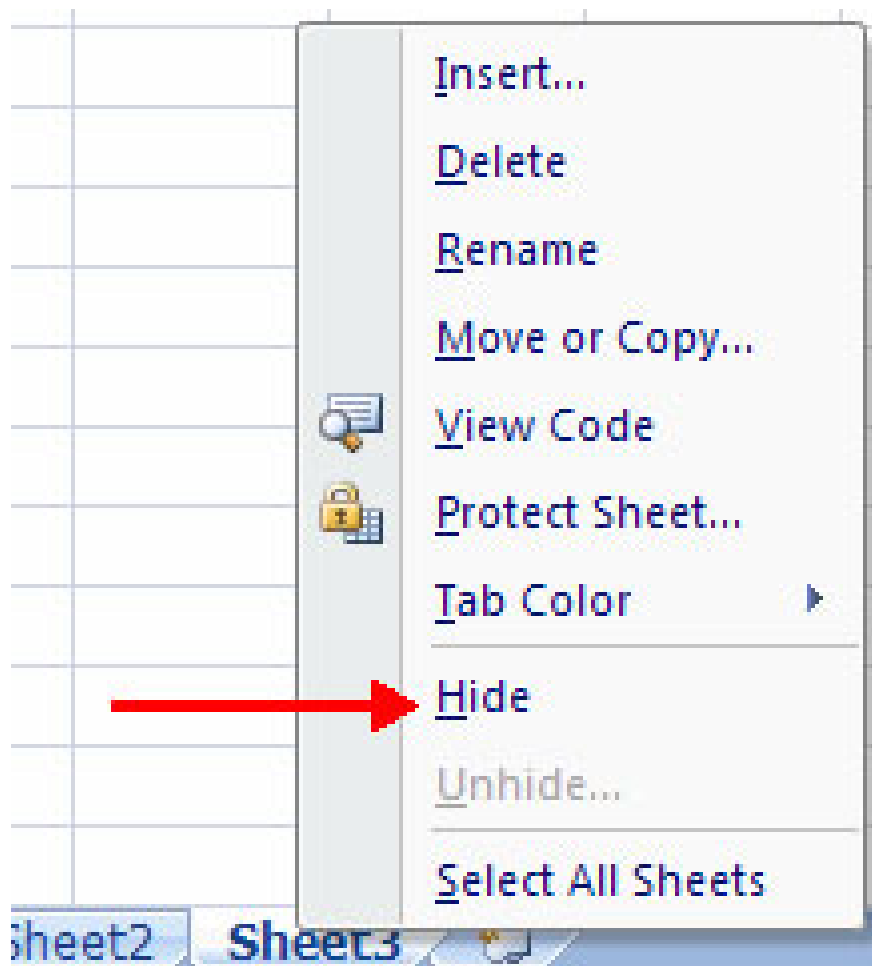 Insert...
Delete
Rename
Move or Copy...
View Code
Protect Sheet...
Tab Color
Hide
Unhide...
Select All Sheets
Sheet2 Sheet3